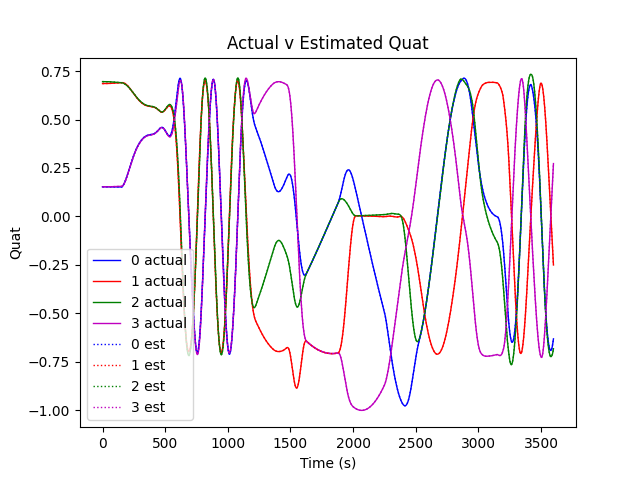 Actual v Estimated Quat
0.75
0.50
0.25
0.00
−0.25
−0.50
−0.75
−1.00
Quat
0 actual
1 actual
2 actual
3 actual
0 est
1 est
2 est
3 est
0 500 1000 1500 2000 2500 3000 3500
Time (s)